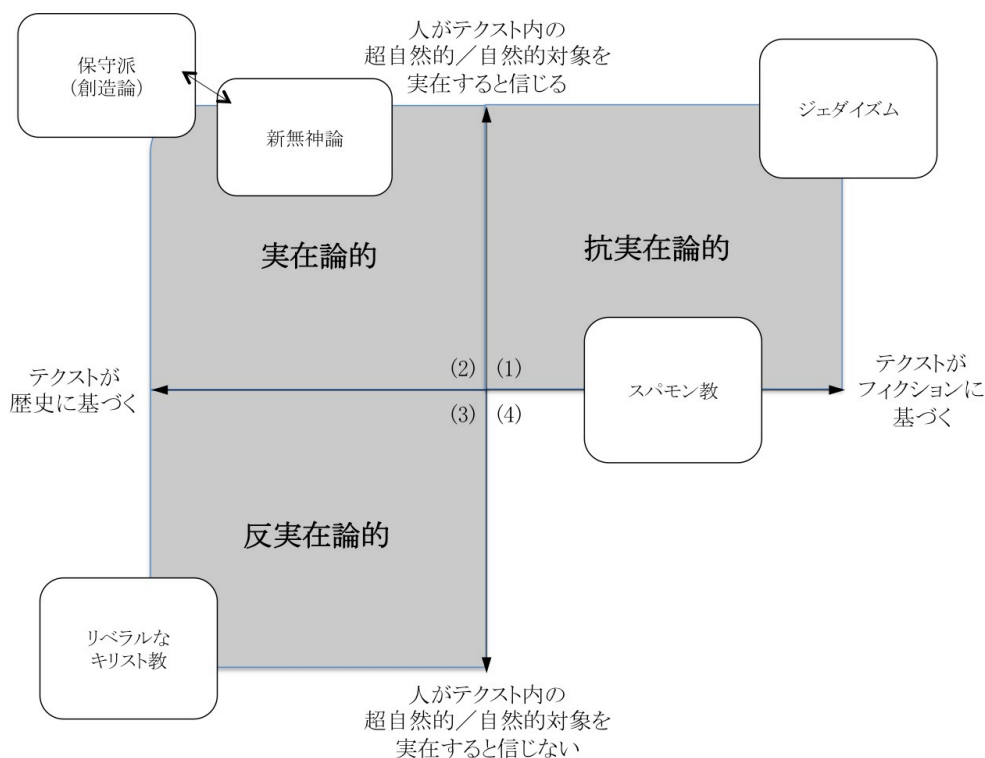 人がテクスト内の
超自然的／自然的対象を
実在すると信じる
保守派
(創造論)
新無神論
ジェダイズム
実在論的
抗実在論的
(2)
(1)
テクストが
歴史に基づく
スパモン教
テクストが
フィクションに
基づく
(3)
(4)
反実在論的
リベラルな
キリスト教
人がテクスト内の
超自然的／自然的対象を
実在すると信じない